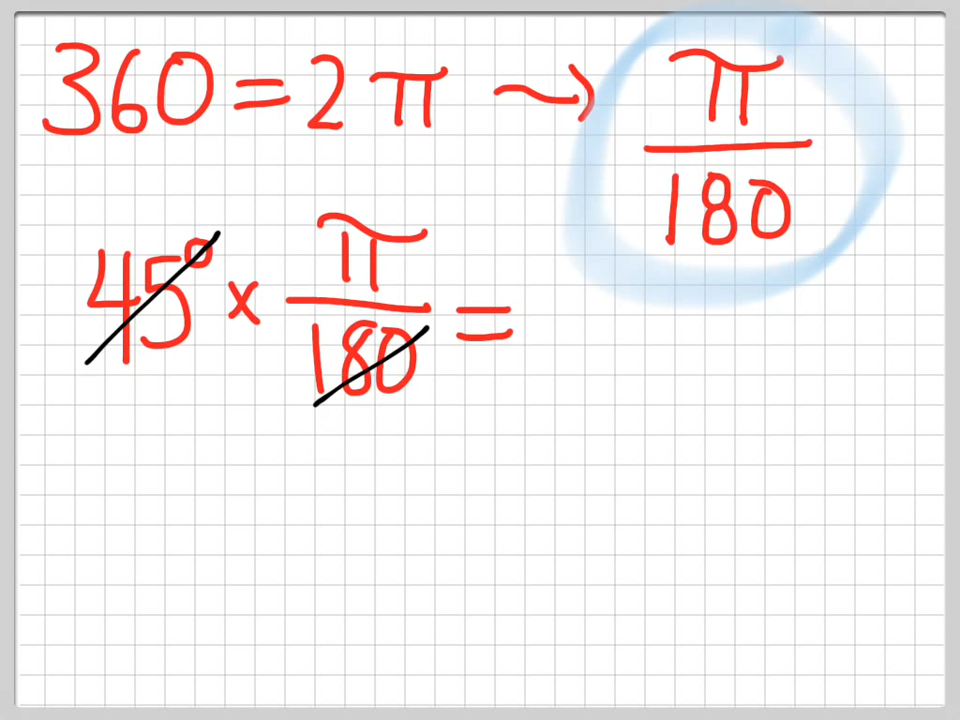 360 = 2π → π/180
45° × π/180 =